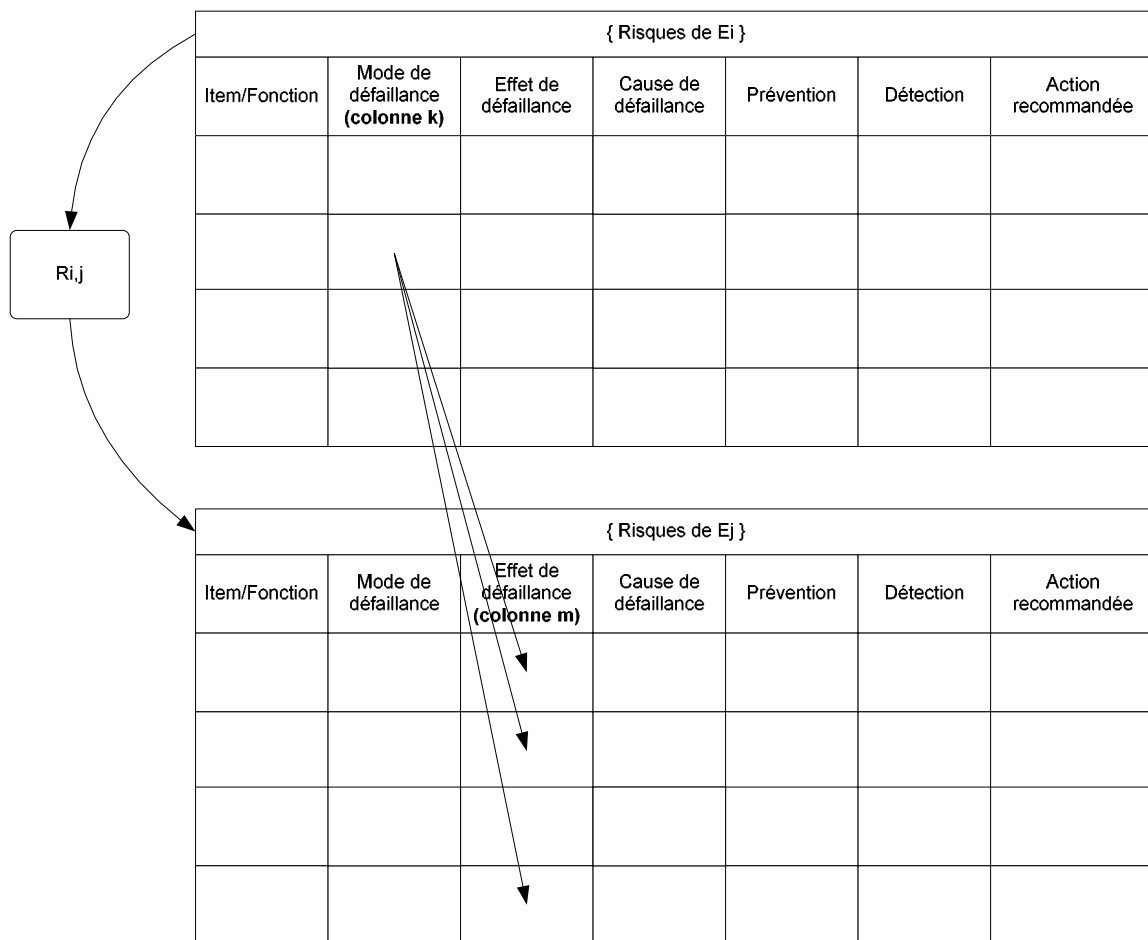 { Risques de Ei }
Item/Fonction
Mode de
défaillance
(colonne k)
Effet de
défaillance
Cause de
défaillance
Prévention
Détection
Action
recommandée
Ri,j
{ Risques de Ej }
Item/Fonction
Mode de
défaillance
Effet de
défaillance
(colonne m)
Cause de
défaillance
Prévention
Détection
Action
recommandée